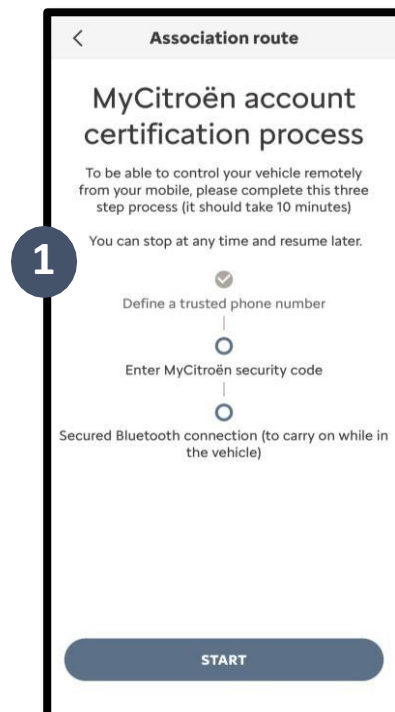 Association route
MyCitroën account
certification process
To be able to control your vehicle remotely
from your mobile, please complete this three
step process (it should take 10 minutes)
You can stop at any time and resume later.
1
Define a trusted phone number
Enter MyCitroën security code
Secured Bluetooth connection (to carry on while in
the vehicle)
START